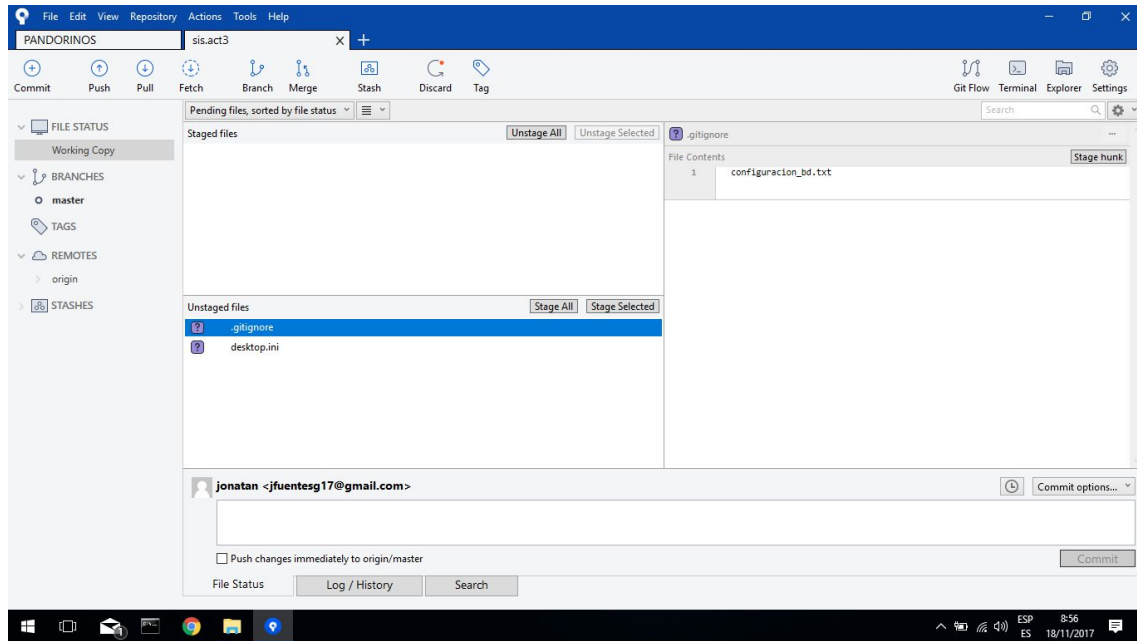 File Edit View Repository Actions Tools Help
PANDORINOS sis.act3
Commit Push Pull Fetch Branch Merge Stash Discard Tag Git Flow Terminal Explorer Settings
Pending files, sorted by file status
Search
FILE STATUS
Working Copy
BRANCHES
master
TAGS
REMOTES
origin
STASHES
Staged files Unstage All Unstage Selected
Unstaged files Stage All Stage Selected
.gitignore
desktop.ini
.gitignore
File Contents Stage hunk
1 configuracion_bd.txt
jonatan <jfuentesg17@gmail.com>
Commit options...
Push changes immediately to origin/master
Commit
File Status Log / History Search
ESP
ES
8:56
18/11/2017